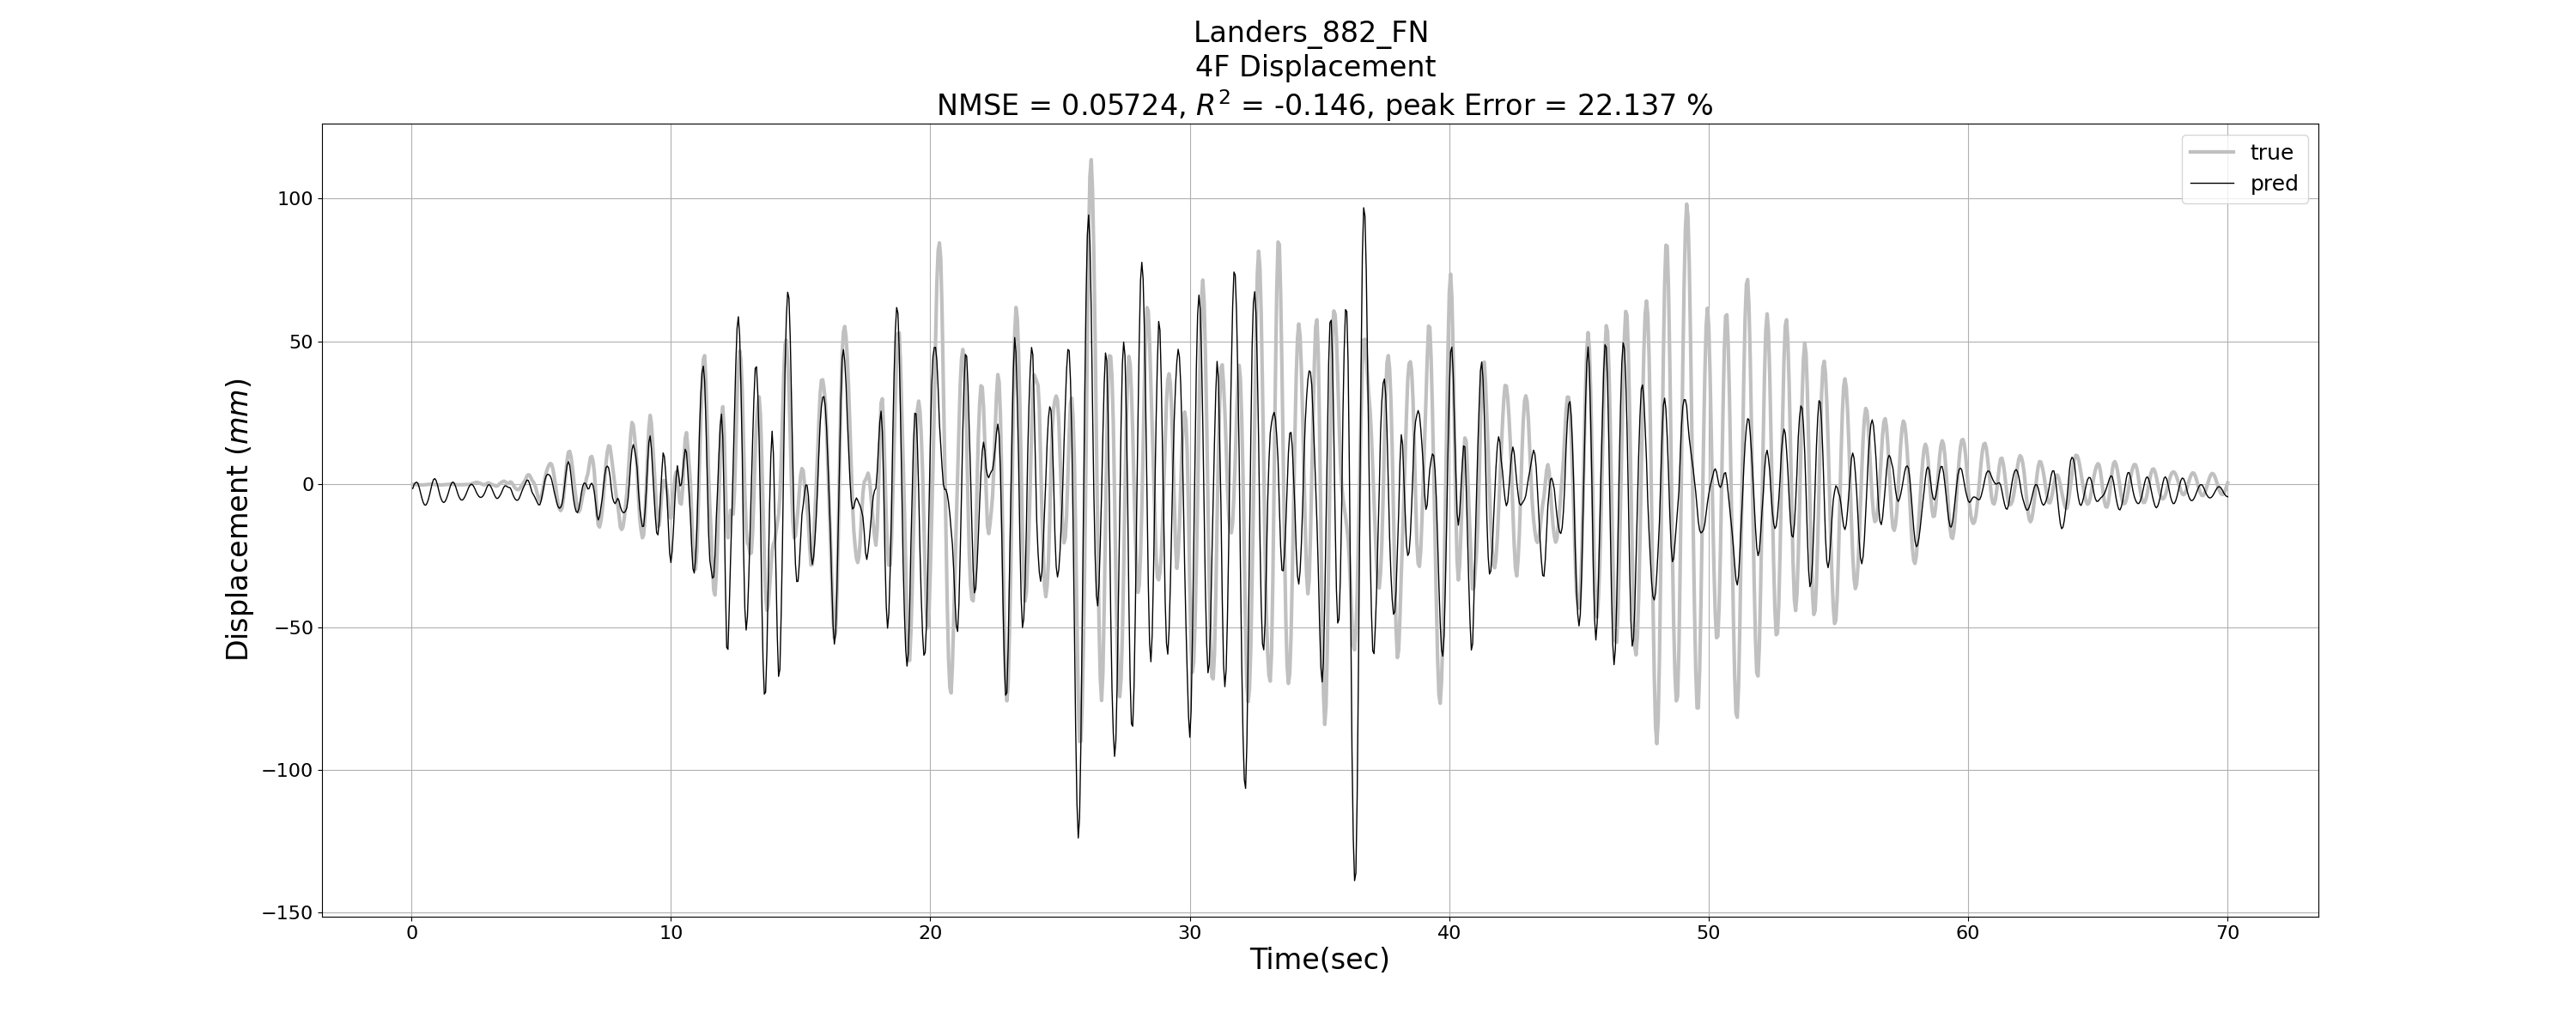 Landers_882_FN
4F Displacement
NMSE = 0.05724, R² = -0.146, peak Error = 22.137 %
true
pred
100
50
0
−50
−100
−150
Displacement (mm)
0 10 20 30 40 50 60 70
Time(sec)